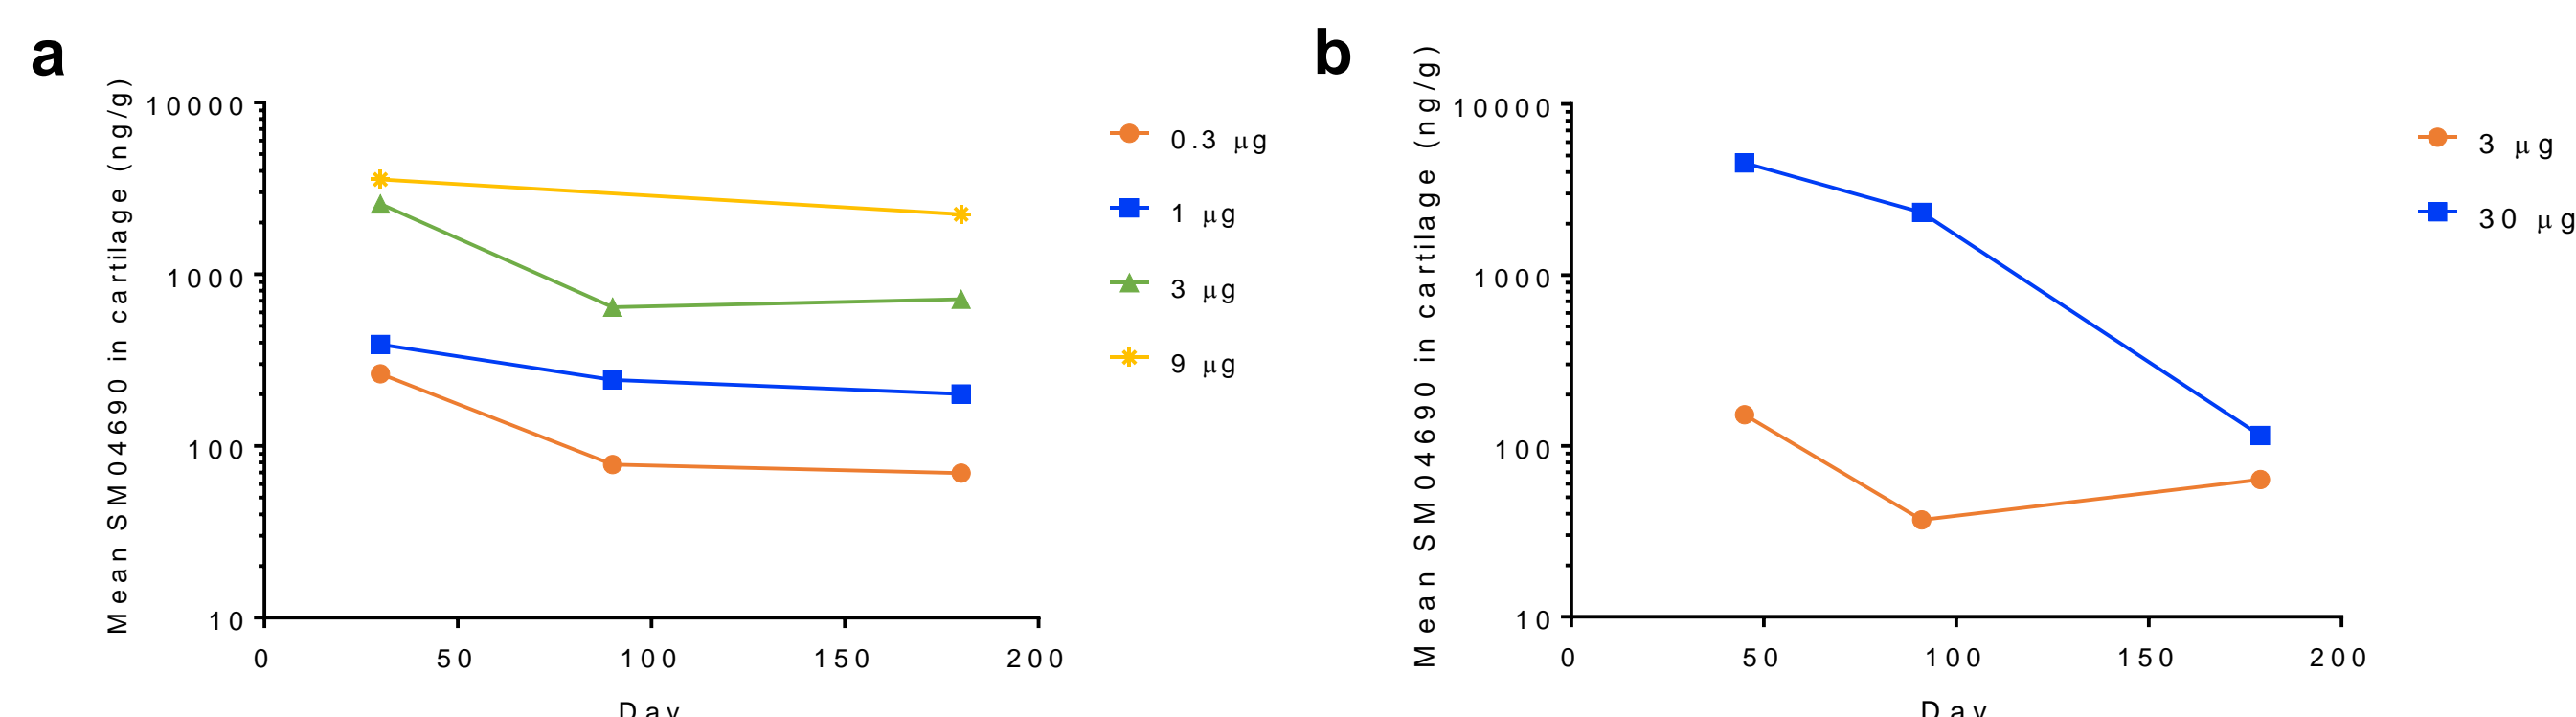 a
Mean SM04690 in cartilage (ng/g)
10000
1000
100
10
0 50 100 150 200
Day
0.3 μg
1 μg
3 μg
9 μg
b
Mean SM04690 in cartilage (ng/g)
10000
1000
100
10
0 50 100 150 200
Day
3 μg
30 μg